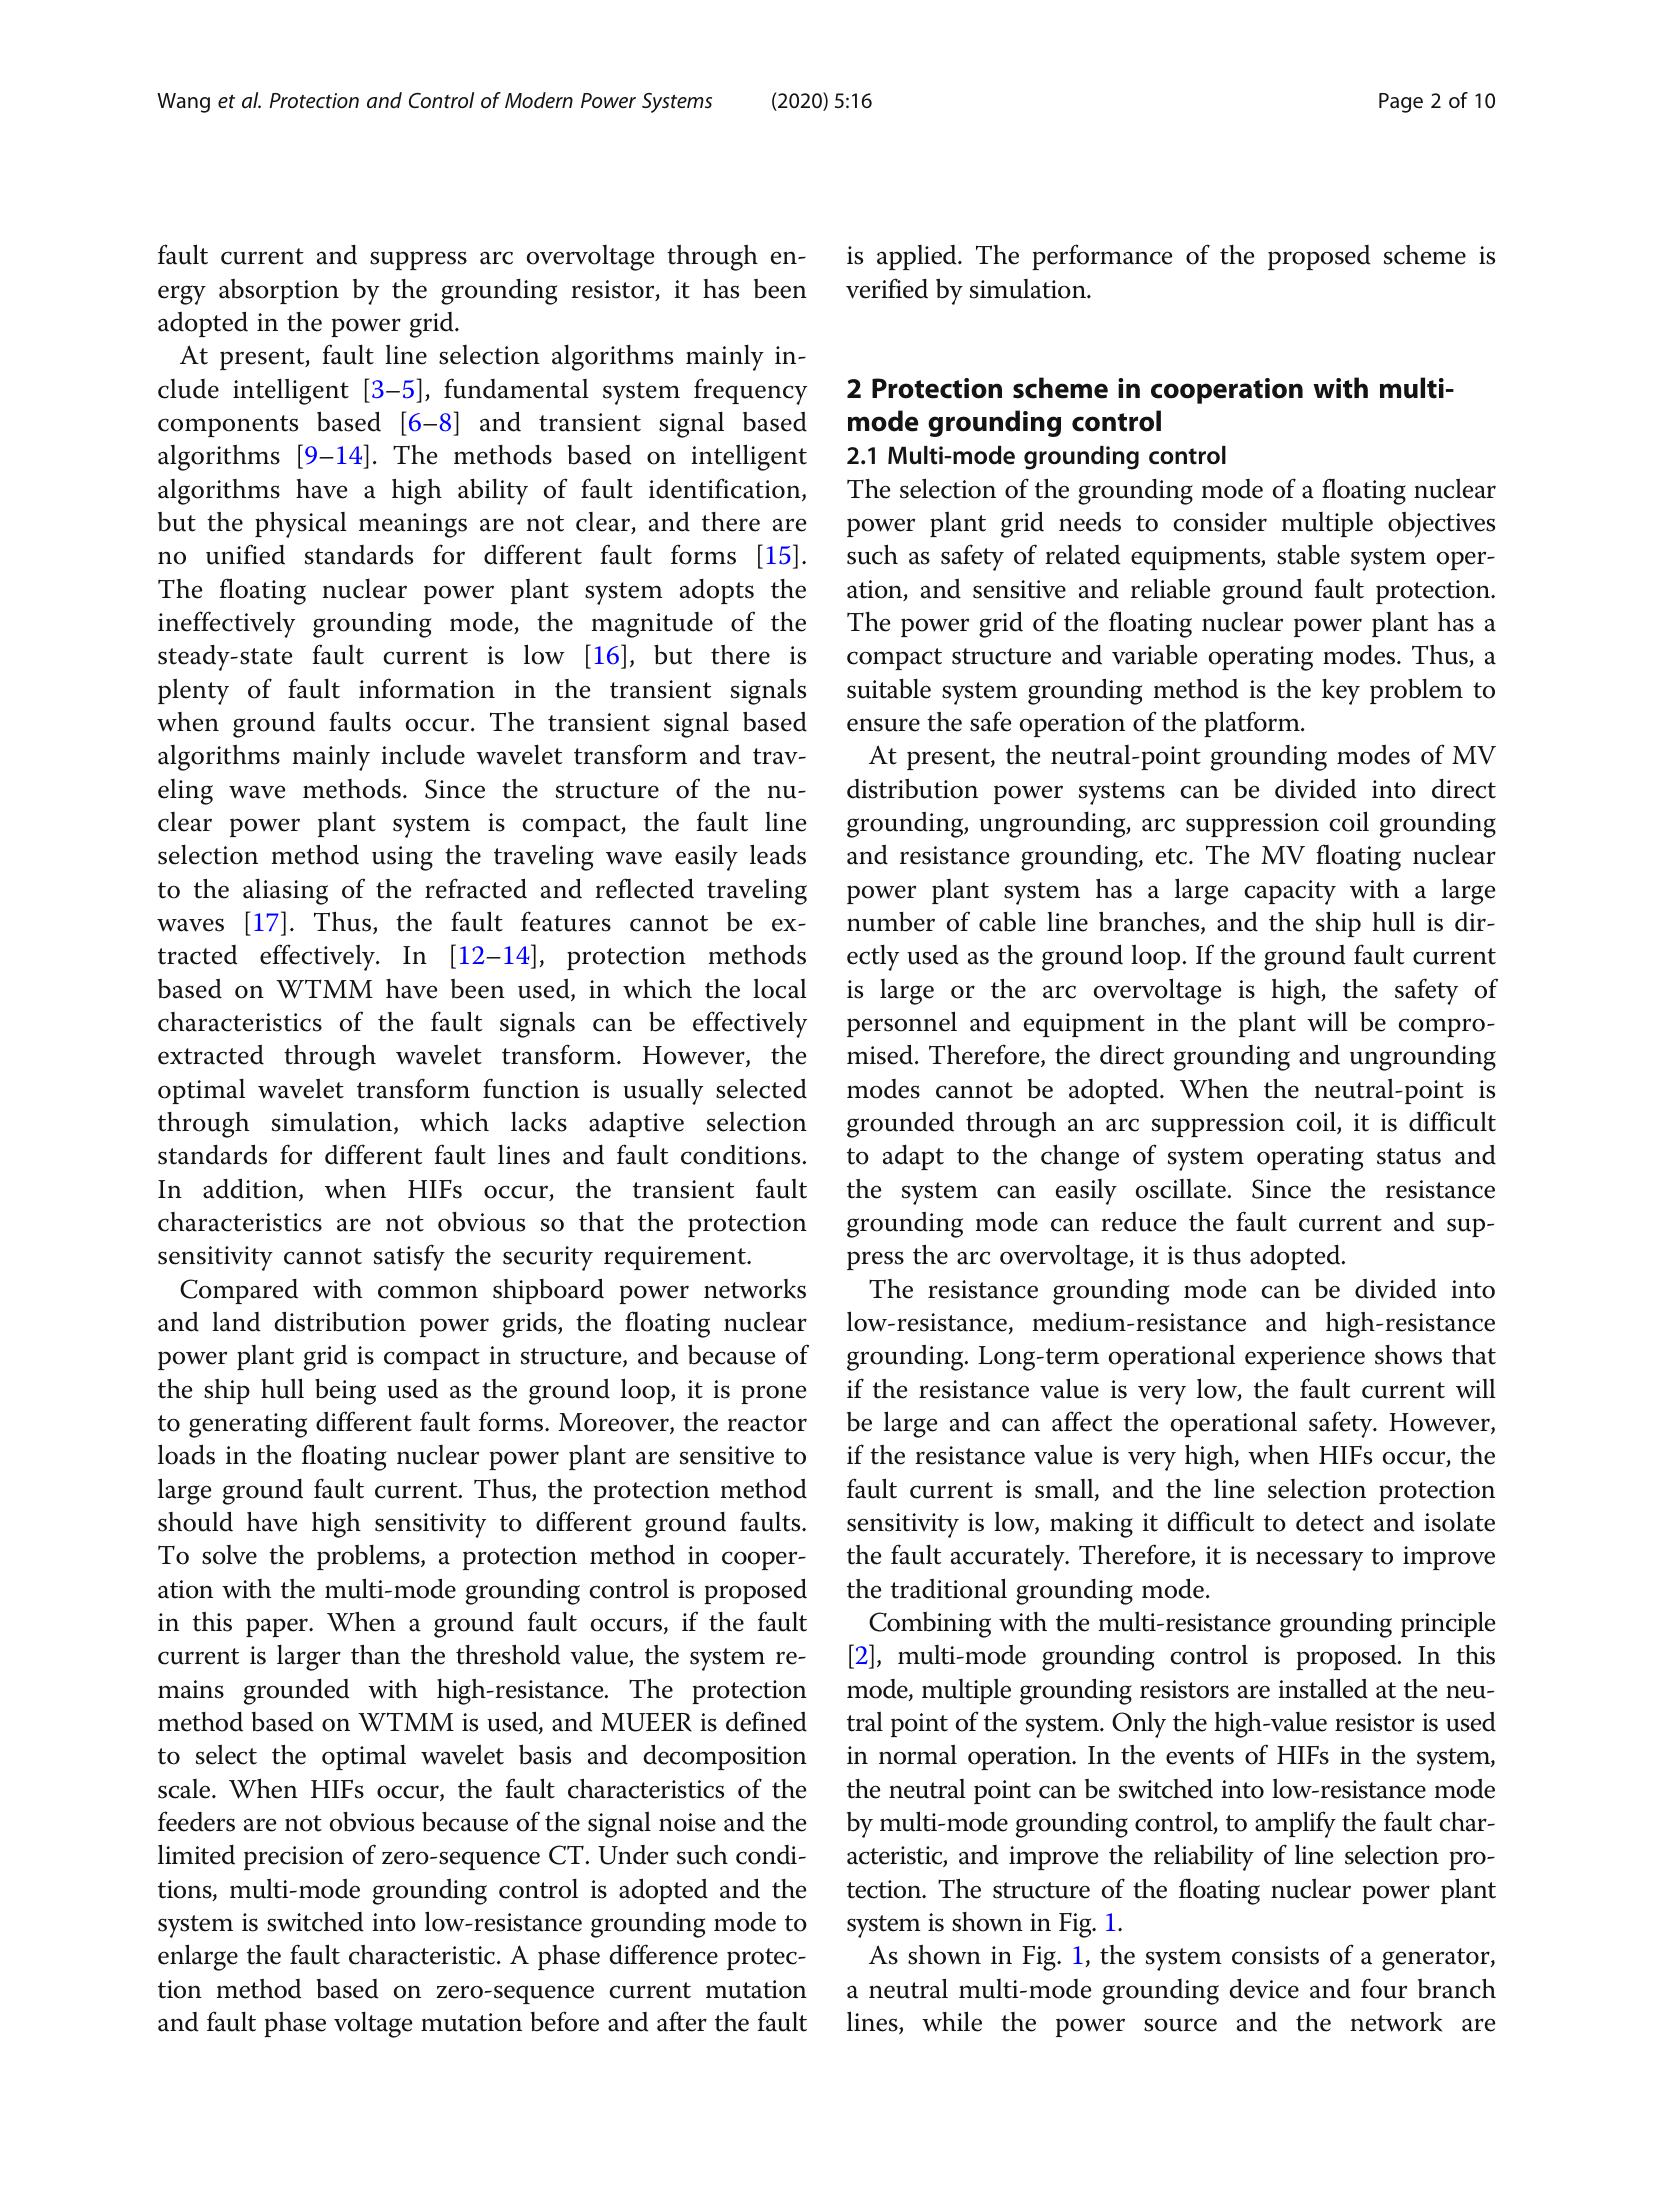 Wang et al. Protection and Control of Modern Power Systems (2020) 5:16 Page 2 of 10
fault current and suppress arc overvoltage through en-
ergy absorption by the grounding resistor, it has been
adopted in the power grid.
At present, fault line selection algorithms mainly in-
clude intelligent [3–5], fundamental system frequency
components based [6–8] and transient signal based
algorithms [9–14]. The methods based on intelligent
algorithms have a high ability of fault identification,
but the physical meanings are not clear, and there are
no unified standards for different fault forms [15].
The floating nuclear power plant system adopts the
ineffectively grounding mode, the magnitude of the
steady-state fault current is low [16], but there is
plenty of fault information in the transient signals
when ground faults occur. The transient signal based
algorithms mainly include wavelet transform and trav-
eling wave methods. Since the structure of the nu-
clear power plant system is compact, the fault line
selection method using the traveling wave easily leads
to the aliasing of the refracted and reflected traveling
waves [17]. Thus, the fault features cannot be ex-
tracted effectively. In [12–14], protection methods
based on WTMM have been used, in which the local
characteristics of the fault signals can be effectively
extracted through wavelet transform. However, the
optimal wavelet transform function is usually selected
through simulation, which lacks adaptive selection
standards for different fault lines and fault conditions.
In addition, when HIFs occur, the transient fault
characteristics are not obvious so that the protection
sensitivity cannot satisfy the security requirement.
Compared with common shipboard power networks
and land distribution power grids, the floating nuclear
power plant grid is compact in structure, and because of
the ship hull being used as the ground loop, it is prone
to generating different fault forms. Moreover, the reactor
loads in the floating nuclear power plant are sensitive to
large ground fault current. Thus, the protection method
should have high sensitivity to different ground faults.
To solve the problems, a protection method in cooper-
ation with the multi-mode grounding control is proposed
in this paper. When a ground fault occurs, if the fault
current is larger than the threshold value, the system re-
mains grounded with high-resistance. The protection
method based on WTMM is used, and MUEER is defined
to select the optimal wavelet basis and decomposition
scale. When HIFs occur, the fault characteristics of the
feeders are not obvious because of the signal noise and the
limited precision of zero-sequence CT. Under such condi-
tions, multi-mode grounding control is adopted and the
system is switched into low-resistance grounding mode to
enlarge the fault characteristic. A phase difference protec-
tion method based on zero-sequence current mutation
and fault phase voltage mutation before and after the fault
is applied. The performance of the proposed scheme is
verified by simulation.
2 Protection scheme in cooperation with multi-
mode grounding control
2.1 Multi-mode grounding control
The selection of the grounding mode of a floating nuclear
power plant grid needs to consider multiple objectives
such as safety of related equipments, stable system oper-
ation, and sensitive and reliable ground fault protection.
The power grid of the floating nuclear power plant has a
compact structure and variable operating modes. Thus, a
suitable system grounding method is the key problem to
ensure the safe operation of the platform.
At present, the neutral-point grounding modes of MV
distribution power systems can be divided into direct
grounding, ungrounding, arc suppression coil grounding
and resistance grounding, etc. The MV floating nuclear
power plant system has a large capacity with a large
number of cable line branches, and the ship hull is dir-
ectly used as the ground loop. If the ground fault current
is large or the arc overvoltage is high, the safety of
personnel and equipment in the plant will be compro-
mised. Therefore, the direct grounding and ungrounding
modes cannot be adopted. When the neutral-point is
grounded through an arc suppression coil, it is difficult
to adapt to the change of system operating status and
the system can easily oscillate. Since the resistance
grounding mode can reduce the fault current and sup-
press the arc overvoltage, it is thus adopted.
The resistance grounding mode can be divided into
low-resistance, medium-resistance and high-resistance
grounding. Long-term operational experience shows that
if the resistance value is very low, the fault current will
be large and can affect the operational safety. However,
if the resistance value is very high, when HIFs occur, the
fault current is small, and the line selection protection
sensitivity is low, making it difficult to detect and isolate
the fault accurately. Therefore, it is necessary to improve
the traditional grounding mode.
Combining with the multi-resistance grounding principle
[2], multi-mode grounding control is proposed. In this
mode, multiple grounding resistors are installed at the neu-
tral point of the system. Only the high-value resistor is used
in normal operation. In the events of HIFs in the system,
the neutral point can be switched into low-resistance mode
by multi-mode grounding control, to amplify the fault char-
acteristic, and improve the reliability of line selection pro-
tection. The structure of the floating nuclear power plant
system is shown in Fig. 1.
As shown in Fig. 1, the system consists of a generator,
a neutral multi-mode grounding device and four branch
lines, while the power source and the network are